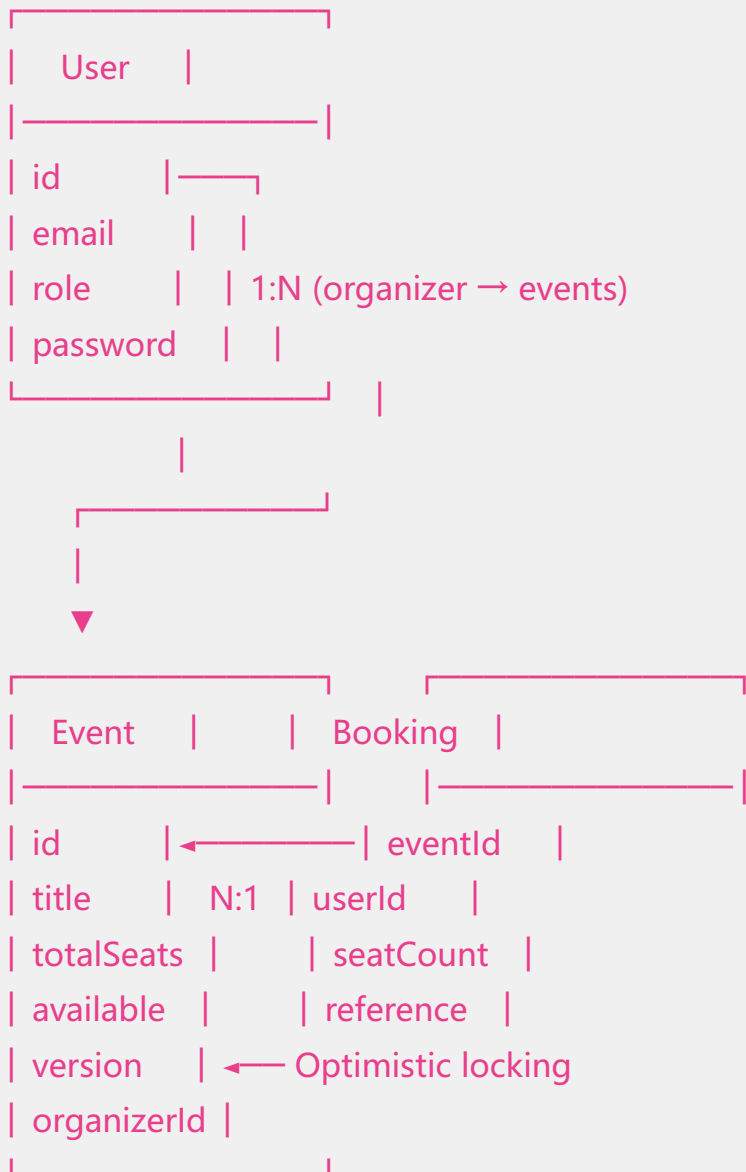 ┌──────────────┐
│ User │
│──────────────│
│ id │───┐
│ email │ │
│ role │ │ 1:N (organizer → events)
│ password │ │
└──────────────┘ │
│
┌───────────┘
│
▼
┌──────────────┐ ┌──────────────┐
│ Event │ │ Booking │
│──────────────│ │──────────────│
│ id │◄────────│ eventId │
│ title │ N:1 │ userId │
│ totalSeats │ │ seatCount │
│ available │ │ reference │
│ version │ ◄── Optimistic locking
│ organizerId │